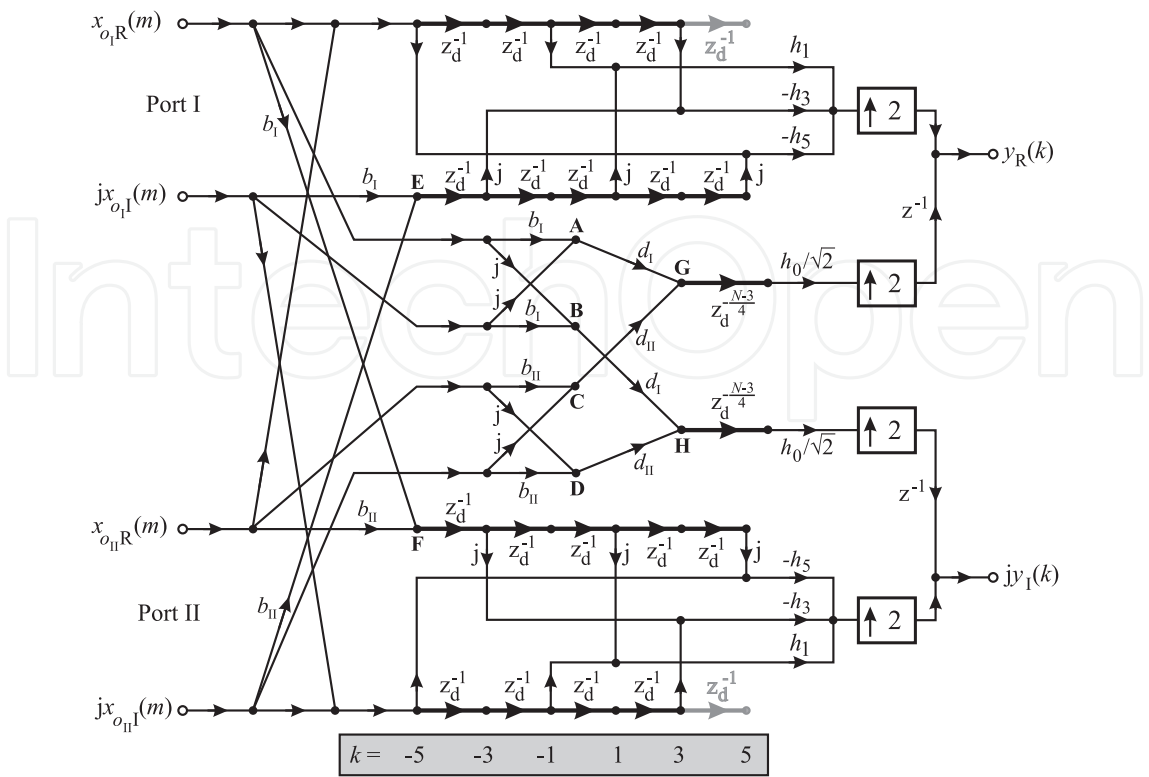 x_{o_I R}(m)
z_d^{-1} z_d^{-1} z_d^{-1} z_d^{-1} z_d^{-1}
h_1
Port I
b_I
-h_3
↑ 2
-h_5
y_R(k)
jx_{o_I I}(m)
b_I E z_d^{-1} j z_d^{-1} z_d^{-1} j z_d^{-1} z_d^{-1} j
z^{-1}
b_I A d_I G h_0/√2
j
j
↑ 2
b_I B z_d^{-\frac{N-3}{4}}
d_II
b_II C d_I z_d^{-\frac{N-3}{4}}
j
j
↑ 2
H h_0/√2
b_II D d_II
z^{-1}
x_{o_II R}(m)
b_II F z_d^{-1} j z_d^{-1} z_d^{-1} j z_d^{-1} z_d^{-1} j
-h_5
jy_I(k)
b_II
-h_3
↑ 2
Port II
h_1
jx_{o_II I}(m)
z_d^{-1} z_d^{-1} z_d^{-1} z_d^{-1} z_d^{-1}
k = -5 -3 -1 1 3 5
IntechOpen